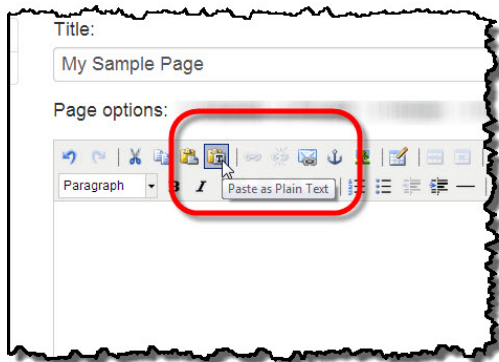 Title:
My Sample Page
Page options:
Paragraph
B I
Paste as Plain Text